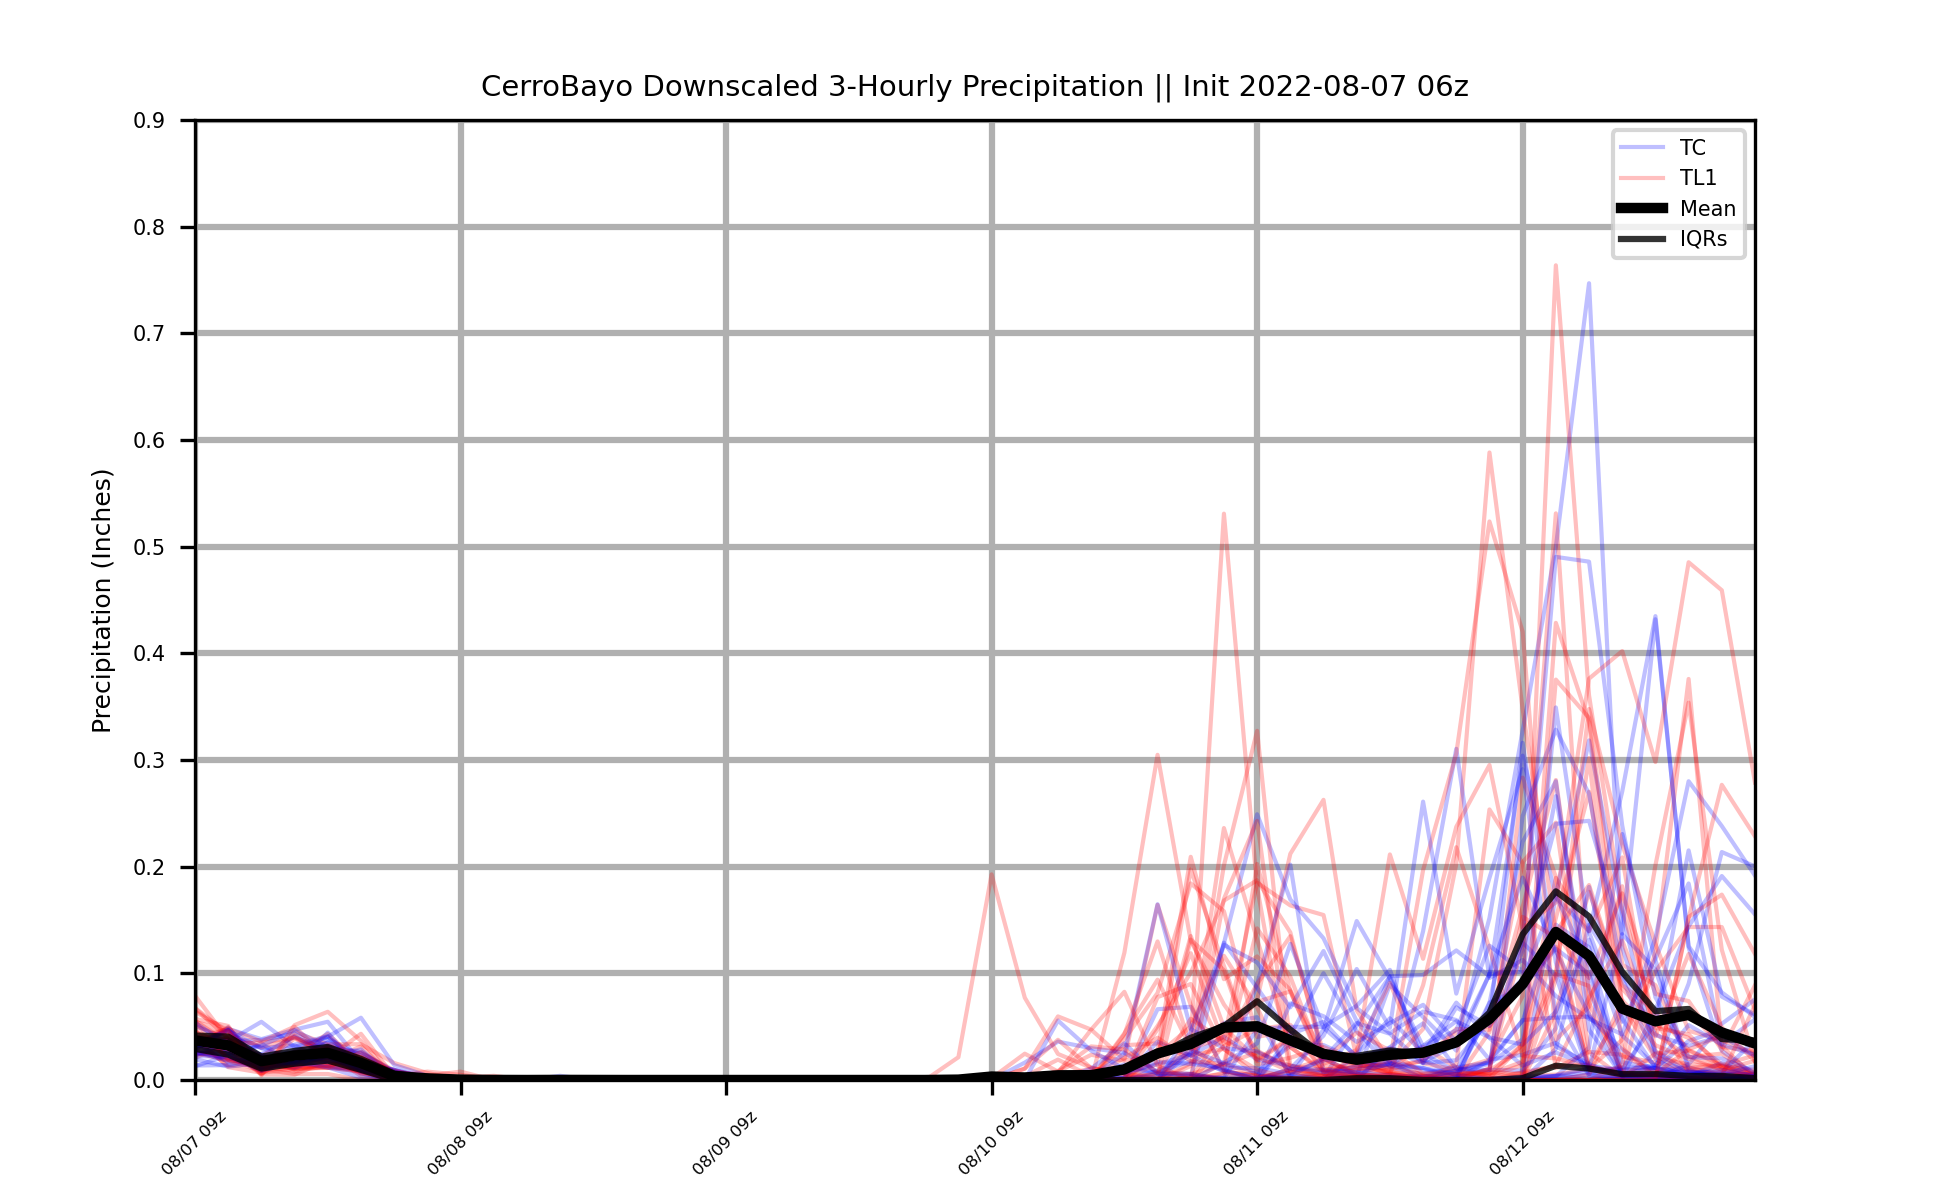 CerroBayo Downscaled 3-Hourly Precipitation || Init 2022-08-07 06z
Precipitation (Inches)
0.9
0.8
0.7
0.6
0.5
0.4
0.3
0.2
0.1
0.0
TC
TL1
Mean
IQRs
08/07 09z
08/08 09z
08/09 09z
08/10 09z
08/11 09z
08/12 09z